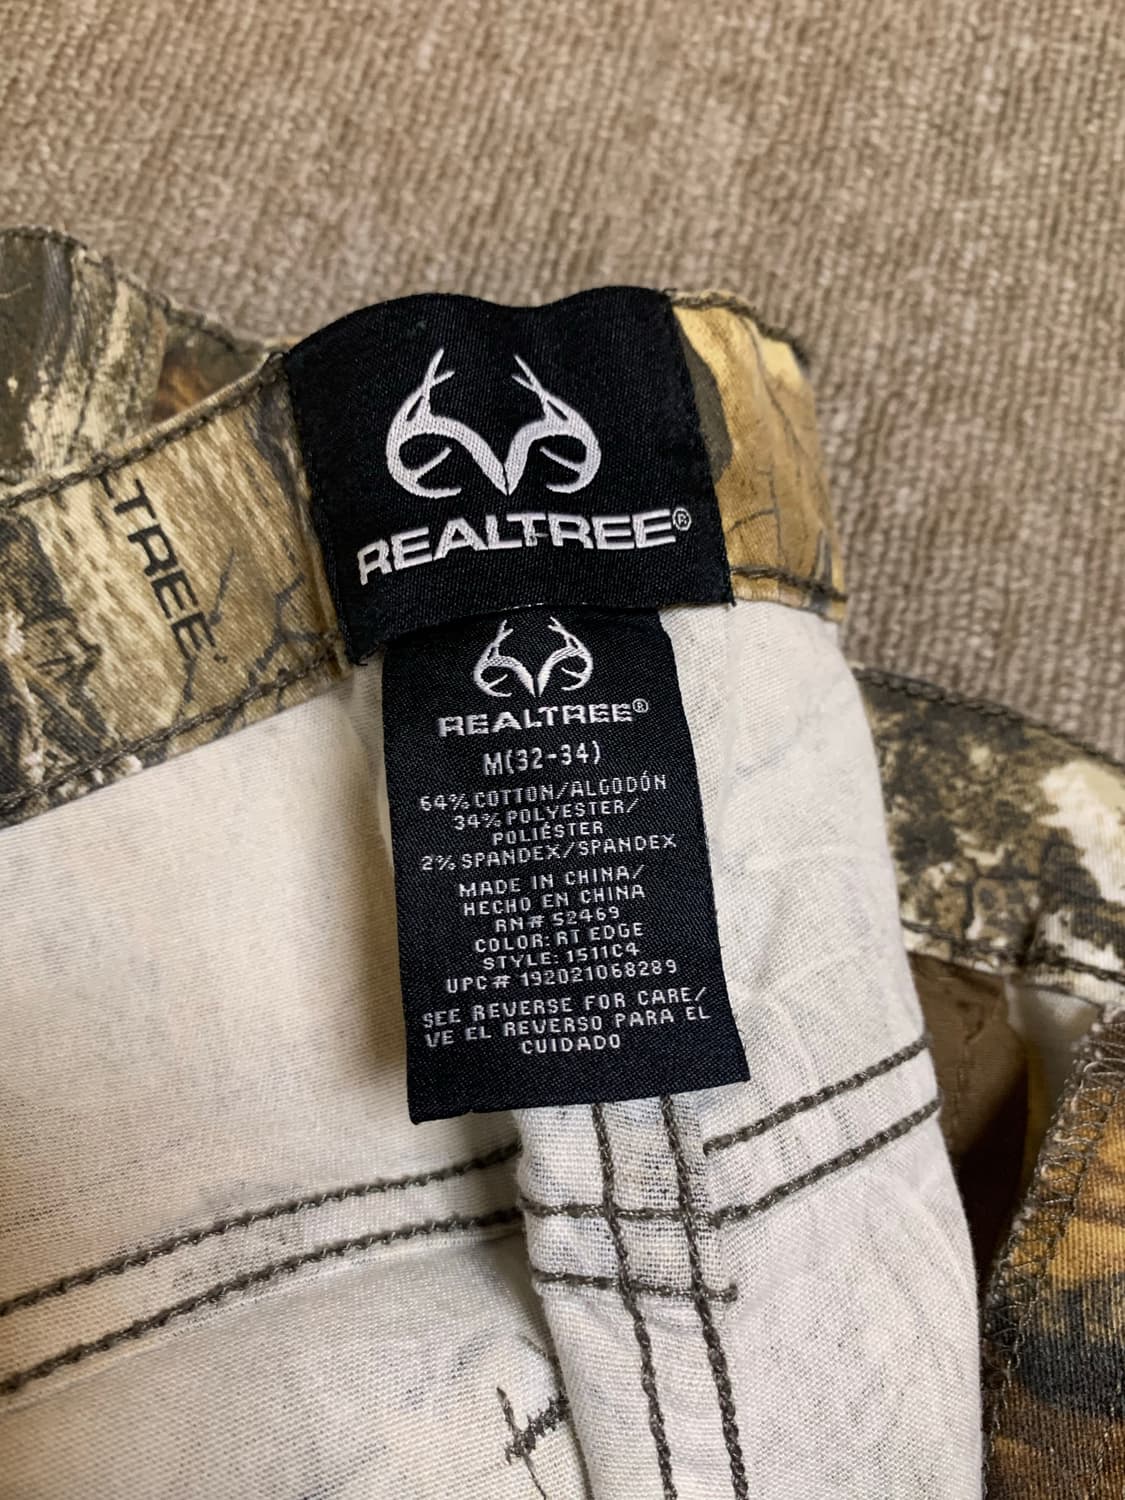 LTREE
REALTREE®
REALTREE®
M(32-34)
64% COTTON/ALGODÓN
34% POLYESTER/
POLIÉSTER
2% SPANDEX/SPANDEX
MADE IN CHINA/
HECHO EN CHINA
RN# 52469
COLOR: RT EDGE
STYLE: 1511C4
UPC# 192021068289
SEE REVERSE FOR CARE/
VE EL REVERSO PARA EL
CUIDADO